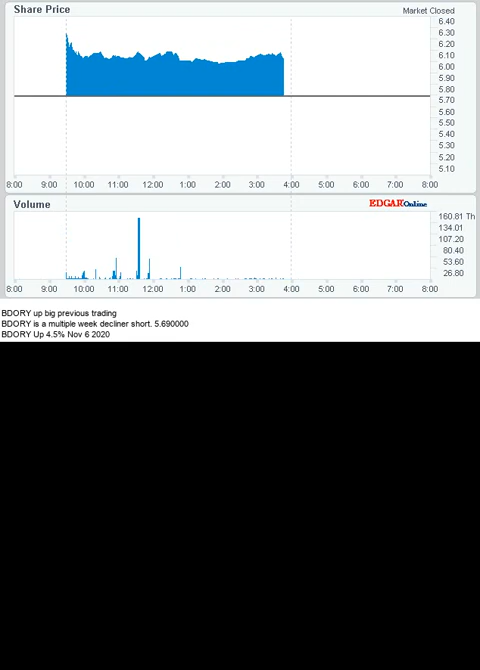 Share Price
Market Closed
6.40
6.30
6.20
6.10
6.00
5.90
5.80
5.70
5.60
5.50
5.40
5.30
5.20
5.10
8:00 9:00 10:00 11:00 12:00 1:00 2:00 3:00 4:00 5:00 6:00 7:00 8:00
Volume
EDGAROnline
160.81 Th
134.01
107.20
80.40
53.60
26.80
8:00 9:00 10:00 11:00 12:00 1:00 2:00 3:00 4:00 5:00 6:00 7:00 8:00
BDORY up big previous trading
BDORY is a multiple week decliner short. 5.690000
BDORY Up 4.5% Nov 6 2020